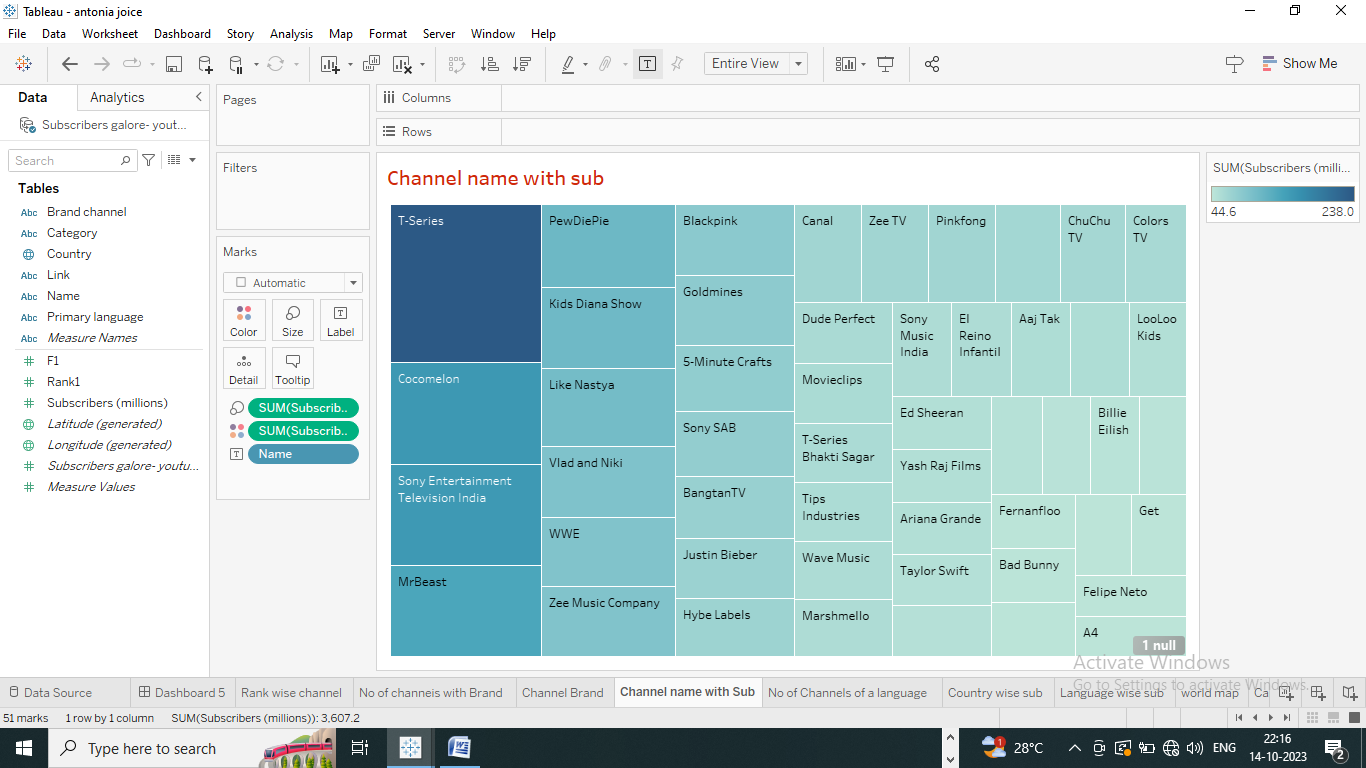 Tableau - antonia joice
File Data Worksheet Dashboard Story Analysis Map Format Server Window Help
Entire View
Show Me
Data Analytics
Subscribers galore- yout...
Search
Tables
Abc Brand channel
Abc Category
Country
Abc Link
Abc Name
Abc Primary language
Abc Measure Names
F1
Rank1
Subscribers (millions)
Latitude (generated)
Longitude (generated)
Subscribers galore- youtu...
Measure Values
Pages
Filters
Marks
Automatic
Color Size Label
Detail Tooltip
SUM(Subscrib..
SUM(Subscrib..
Name
Columns
Rows
Channel name with sub
T-Series
Cocomelon
Sony Entertainment
Television India
MrBeast
PewDiePie
Kids Diana Show
Like Nastya
Vlad and Niki
WWE
Zee Music Company
Blackpink
Goldmines
5-Minute Crafts
Sony SAB
BangtanTV
Justin Bieber
Hybe Labels
Canal
Zee TV
Pinkfong
ChuChu
TV
Colors
TV
Dude Perfect
Movieclips
T-Series
Bhakti Sagar
Tips
Industries
Wave Music
Marshmello
Sony
Music
India
El
Reino
Infantil
Aaj Tak
LooLoo
Kids
Ed Sheeran
Yash Raj Films
Ariana Grande
Taylor Swift
Billie
Eilish
Fernanfloo
Bad Bunny
Get
Felipe Neto
A4
1 null
SUM(Subscribers (milli...
44.6 238.0
Activate Windows
Go to Settings to activate Windows.
Data Source Dashboard 5 Rank wise channel No of channels with Brand Channel Brand Channel name with Sub No of Channels of a language Country wise sub Language wise sub world map Ca
51 marks 1 row by 1 column SUM(Subscribers (millions)): 3,607.2
Type here to search
1 28°C ENG 22:16
14-10-2023 2